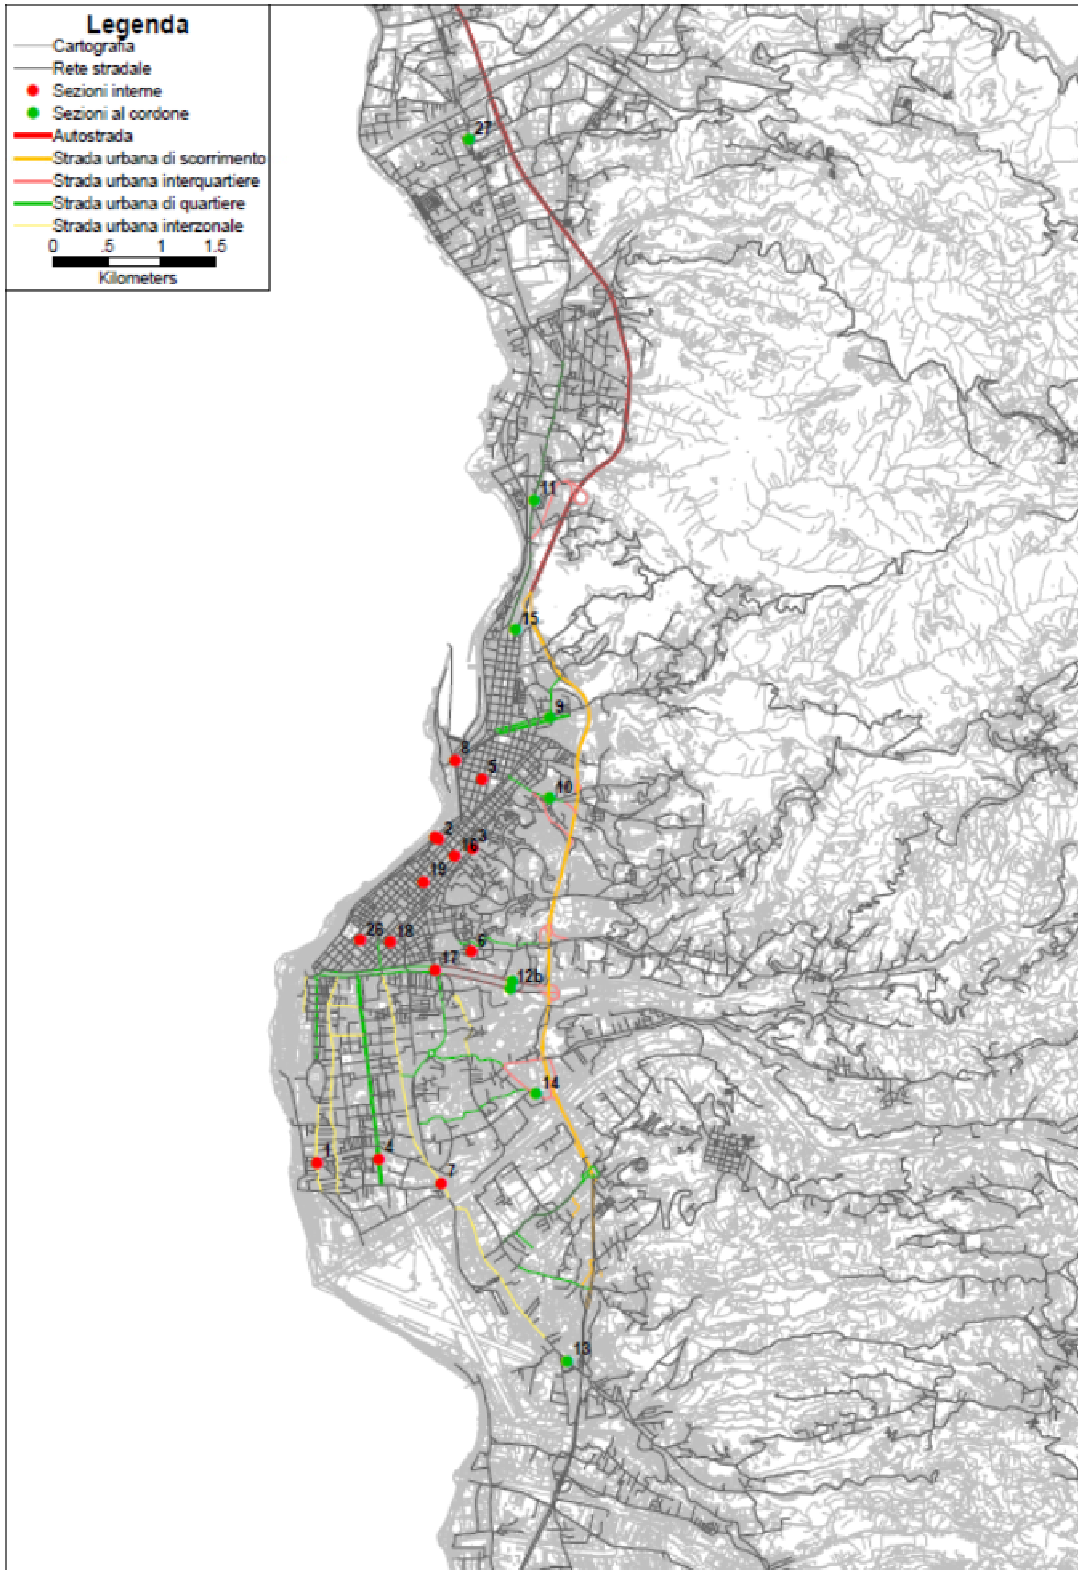 Legenda
Cartografia
Rete stradale
Sezioni interne
Sezioni al cordone
Autostrada
Strada urbana di scorrimento
Strada urbana interquartiere
Strada urbana di quartiere
Strada urbana interzonale
0 .5 1 1.5
Kilometers
27
11
15
9
8
5
10
2
3
16
19
26
18
6
17
12b
14
1
4
7
13